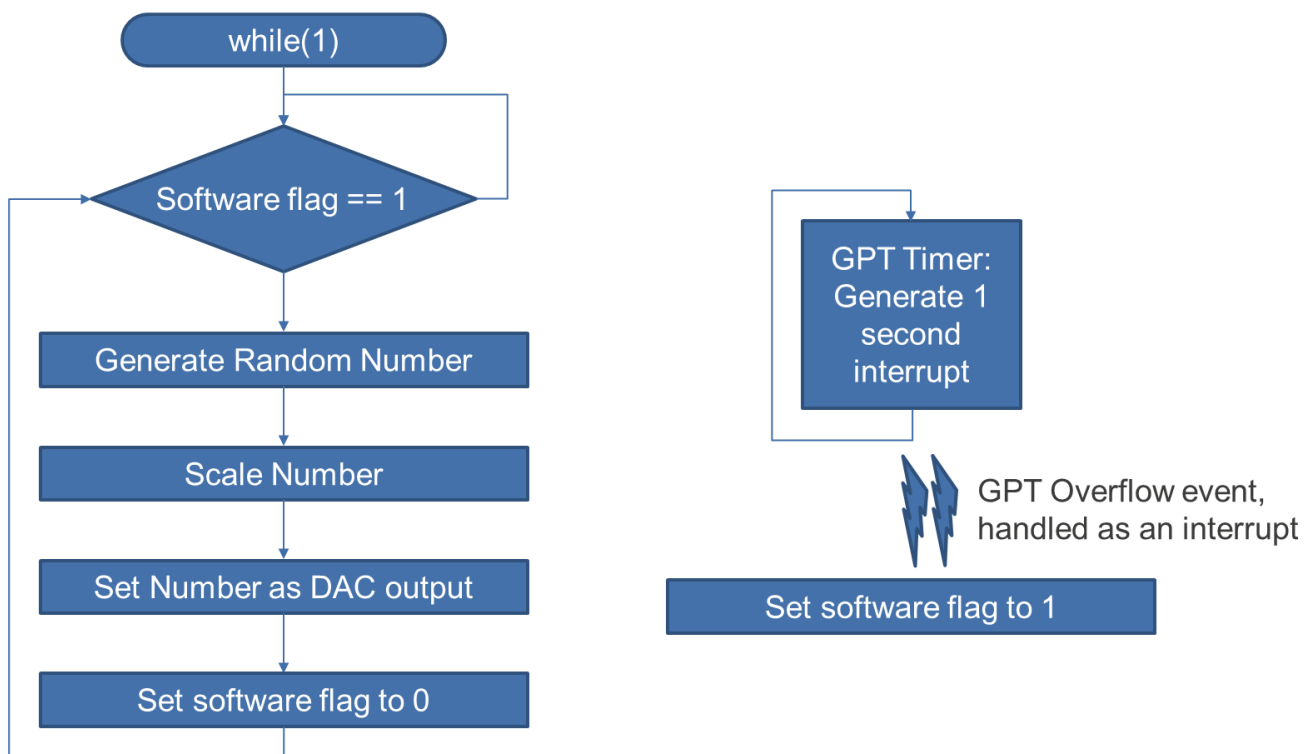 while(1)
Software flag == 1
Generate Random Number
Scale Number
Set Number as DAC output
Set software flag to 0
GPT Timer:
Generate 1
second
interrupt
GPT Overflow event,
handled as an interrupt
Set software flag to 1